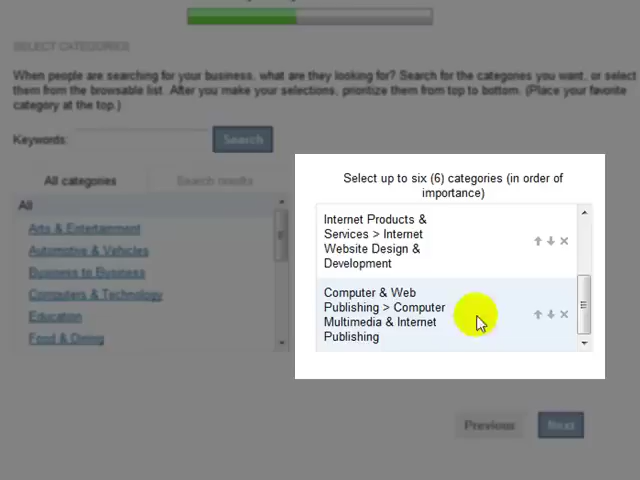 SELECT CATEGORIES
When people are searching for your business, what are they looking for? Search for the categories you want, or select
them from the browsable list. After you make your selections, prioritize them from top to bottom. (Place your favorite
category at the top.)
Keywords:
Search
All categories
Search results
All
Arts & Entertainment
Automotive & Vehicles
Business to Business
Computers & Technology
Education
Food & Dining
Select up to six (6) categories (in order of
importance)
Internet Products &
Services > Internet
Website Design &
Development
Computer & Web
Publishing > Computer
Multimedia & Internet
Publishing
Previous
Next